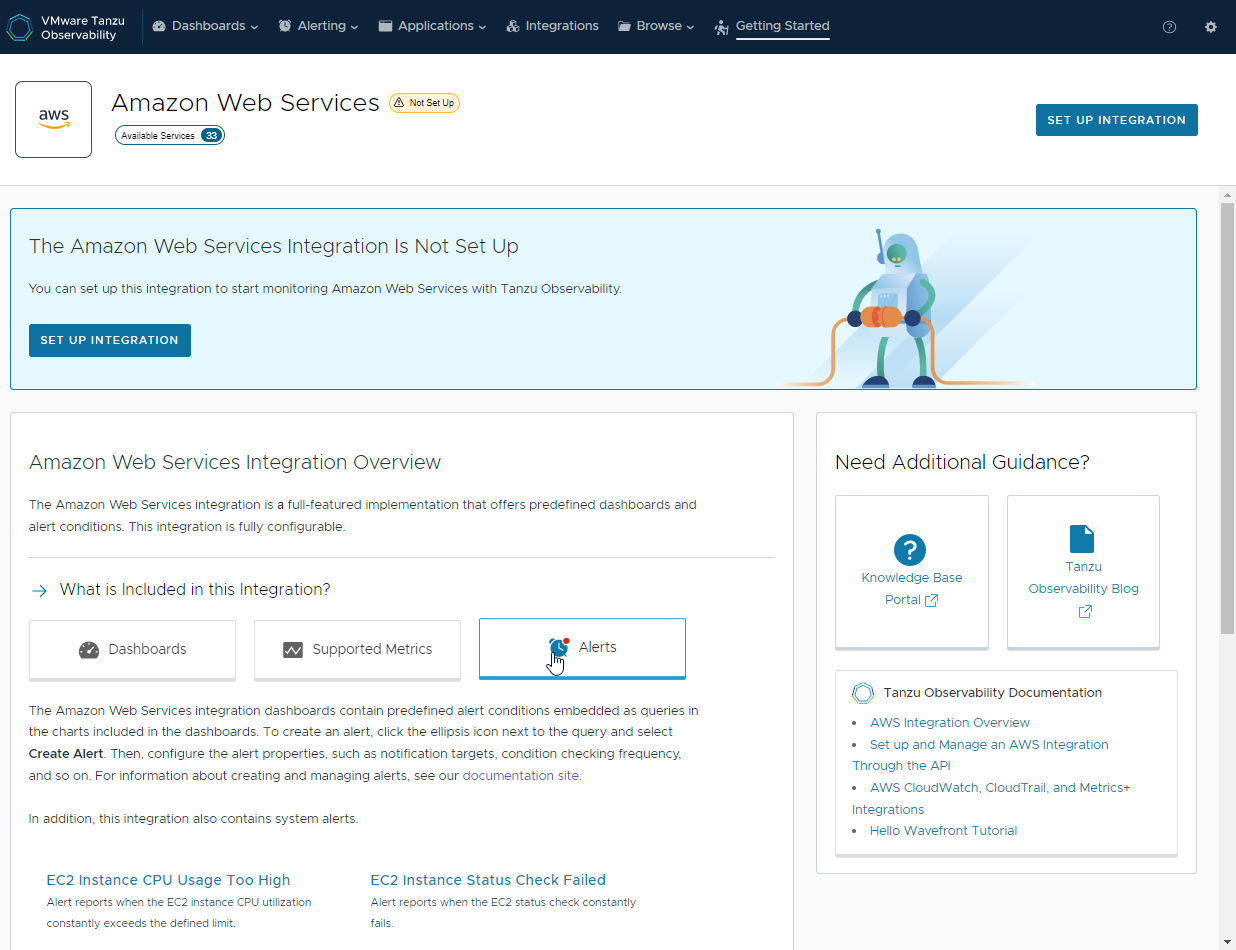 VMware Tanzu
Observability
Dashboards
Alerting
Applications
Integrations
Browse
Getting Started
aws
Amazon Web Services
Not Set Up
Available Services 33
SET UP INTEGRATION
The Amazon Web Services Integration Is Not Set Up
You can set up this integration to start monitoring Amazon Web Services with Tanzu Observability.
SET UP INTEGRATION
Amazon Web Services Integration Overview
The Amazon Web Services integration is a full-featured implementation that offers predefined dashboards and
alert conditions. This integration is fully configurable.
What is Included in this Integration?
Dashboards
Supported Metrics
Alerts
The Amazon Web Services integration dashboards contain predefined alert conditions embedded as queries in
the charts included in the dashboards. To create an alert, click the ellipsis icon next to the query and select
Create Alert. Then, configure the alert properties, such as notification targets, condition checking frequency,
and so on. For information about creating and managing alerts, see our documentation site.
In addition, this integration also contains system alerts.
EC2 Instance CPU Usage Too High
Alert reports when the EC2 instance CPU utilization
constantly exceeds the defined limit.
EC2 Instance Status Check Failed
Alert reports when the EC2 status check constantly
fails.
Need Additional Guidance?
Knowledge Base
Portal
Tanzu
Observability Blog
Tanzu Observability Documentation
• AWS Integration Overview
• Set up and Manage an AWS Integration
Through the API
• AWS CloudWatch, CloudTrail, and Metrics+
Integrations
• Hello Wavefront Tutorial